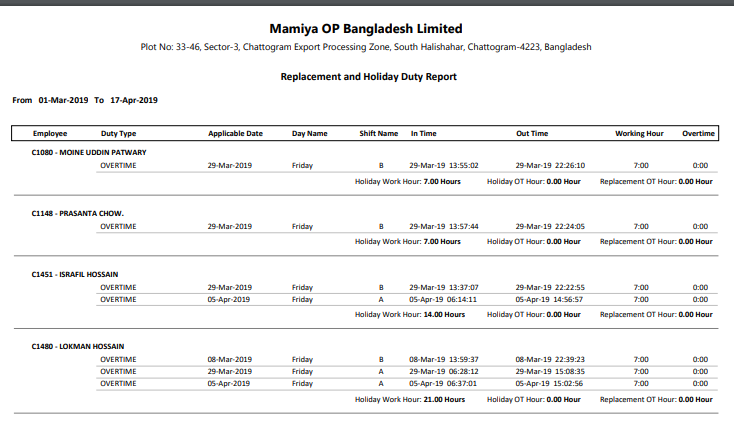 Mamiya OP Bangladesh Limited
Plot No: 33-46, Sector-3, Chattogram Export Processing Zone, South Halishahar, Chattogram-4223, Bangladesh
Replacement and Holiday Duty Report
From 01-Mar-2019 To 17-Apr-2019
Employee Duty Type Applicable Date Day Name Shift Name In Time Out Time Working Hour Overtime
C1080 - MOINE UDDIN PATWARY
OVERTIME 29-Mar-2019 Friday B 29-Mar-19 13:55:02 29-Mar-19 22:26:10 7:00 0:00
Holiday Work Hour: 7.00 Hours Holiday OT Hour: 0.00 Hour Replacement OT Hour: 0.00 Hour
C1148 - PRASANTA CHOW.
OVERTIME 29-Mar-2019 Friday B 29-Mar-19 13:57:44 29-Mar-19 22:24:05 7:00 0:00
Holiday Work Hour: 7.00 Hours Holiday OT Hour: 0.00 Hour Replacement OT Hour: 0.00 Hour
C1451 - ISRAFIL HOSSAIN
OVERTIME 29-Mar-2019 Friday B 29-Mar-19 13:37:07 29-Mar-19 22:22:55 7:00 0:00
OVERTIME 05-Apr-2019 Friday A 05-Apr-19 06:14:11 05-Apr-19 14:56:57 7:00 0:00
Holiday Work Hour: 14.00 Hours Holiday OT Hour: 0.00 Hour Replacement OT Hour: 0.00 Hour
C1480 - LOKMAN HOSSAIN
OVERTIME 08-Mar-2019 Friday B 08-Mar-19 13:59:37 08-Mar-19 22:39:23 7:00 0:00
OVERTIME 29-Mar-2019 Friday A 29-Mar-19 06:28:12 29-Mar-19 15:08:35 7:00 0:00
OVERTIME 05-Apr-2019 Friday A 05-Apr-19 06:37:01 05-Apr-19 15:02:56 7:00 0:00
Holiday Work Hour: 21.00 Hours Holiday OT Hour: 0.00 Hour Replacement OT Hour: 0.00 Hour